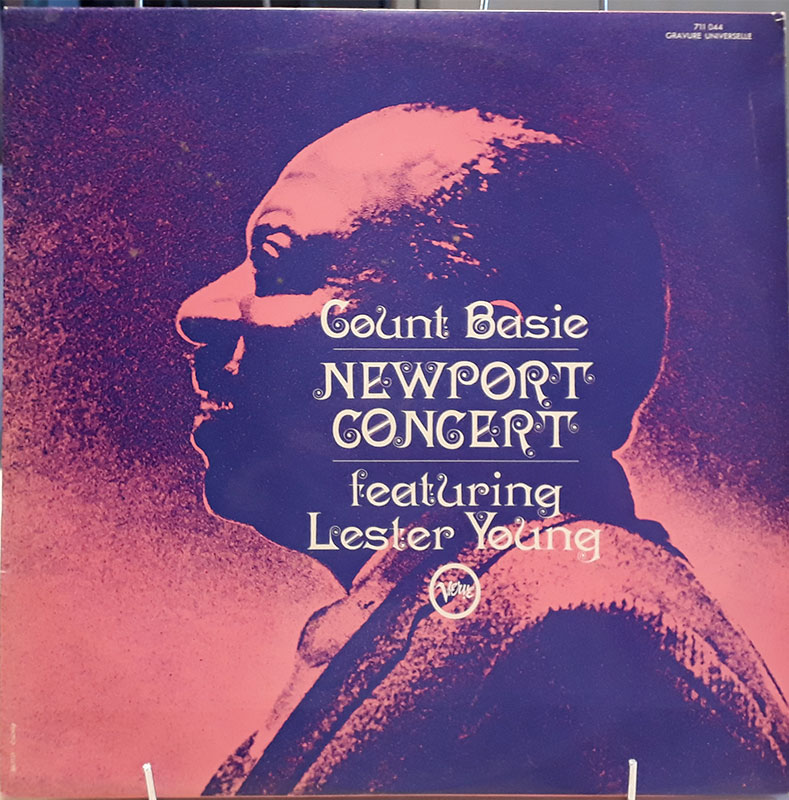 711 044
GRAVURE UNIVERSELLE
Count Basie
NEWPORT
CONCERT
featuring
Lester Young
Verve